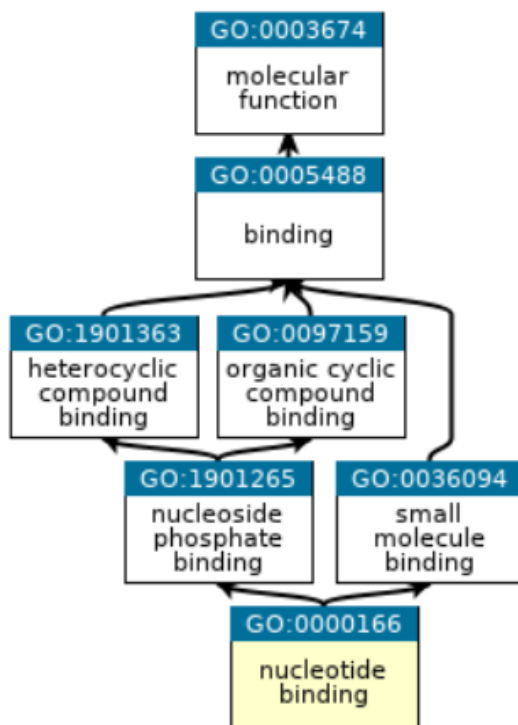 GO:0003674
molecular
function
GO:0005488
binding
GO:1901363
heterocyclic
compound
binding
GO:0097159
organic cyclic
compound
binding
GO:1901265
nucleoside
phosphate
binding
GO:0036094
small
molecule
binding
GO:0000166
nucleotide
binding